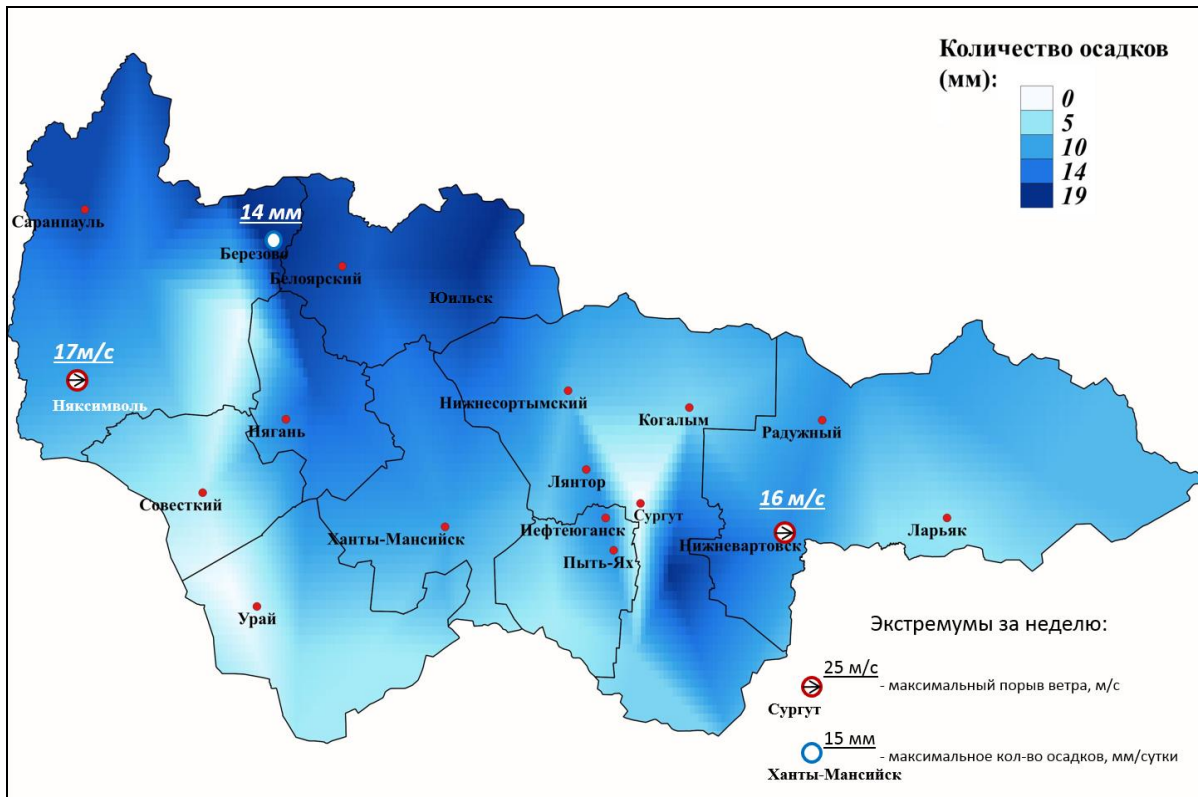 Количество осадков
(мм):
0
5
10
14
19
Саранпауль
14 мм
Березово
Белоярский
Юильск
17м/с
Няксимволь
Нижнесортымский
Когалым
Радужный
Нягань
Лянтор
16 м/с
Совесткий
Сургут
Ханты-Мансийск
Нефтеюганск
Нижневартовск
Ларьяк
Пыть-Ях
Урай
Экстремумы за неделю:
25 м/с
- максимальный порыв ветра, м/с
Сургут
15 мм
- максимальное кол-во осадков, мм/сутки
Ханты-Мансийск